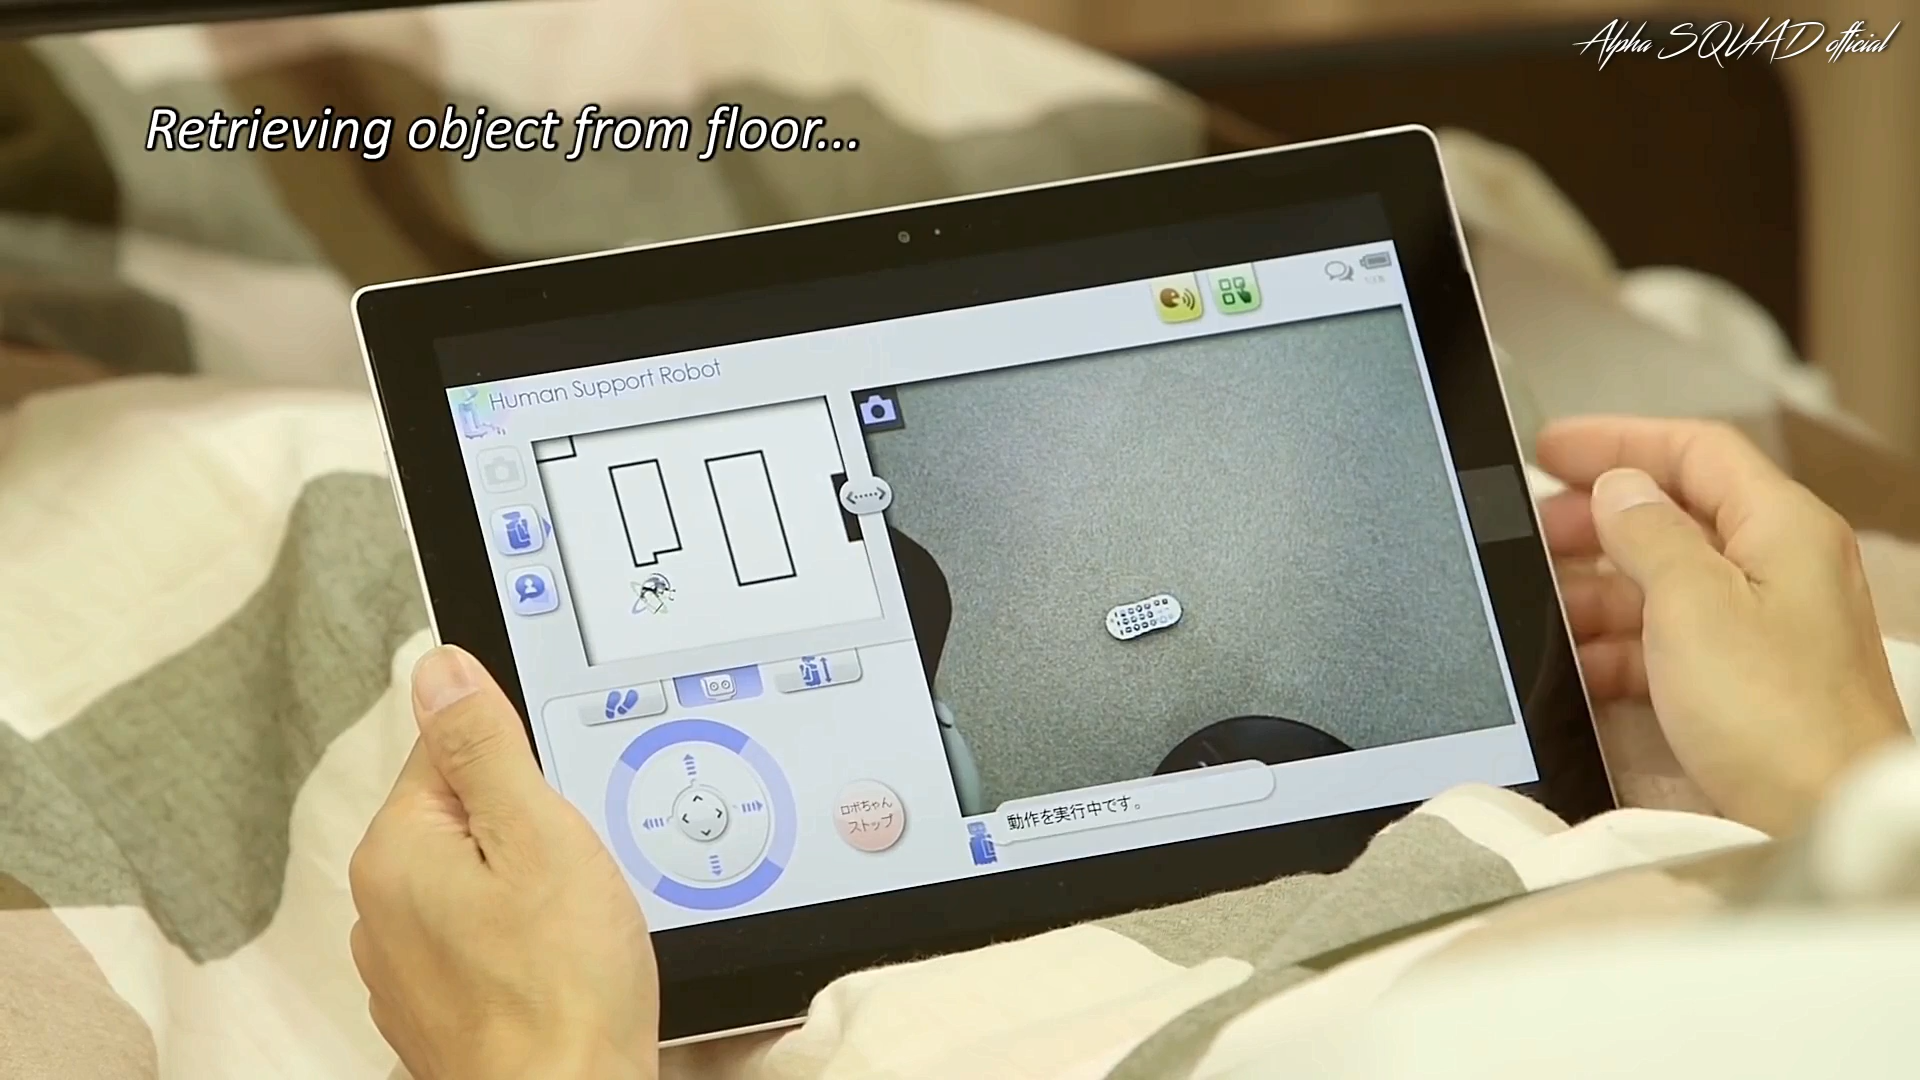 Alpha SQUAD official
Retrieving object from floor...
Human Support Robot
ロボちゃん
ストップ
動作を実行中です。